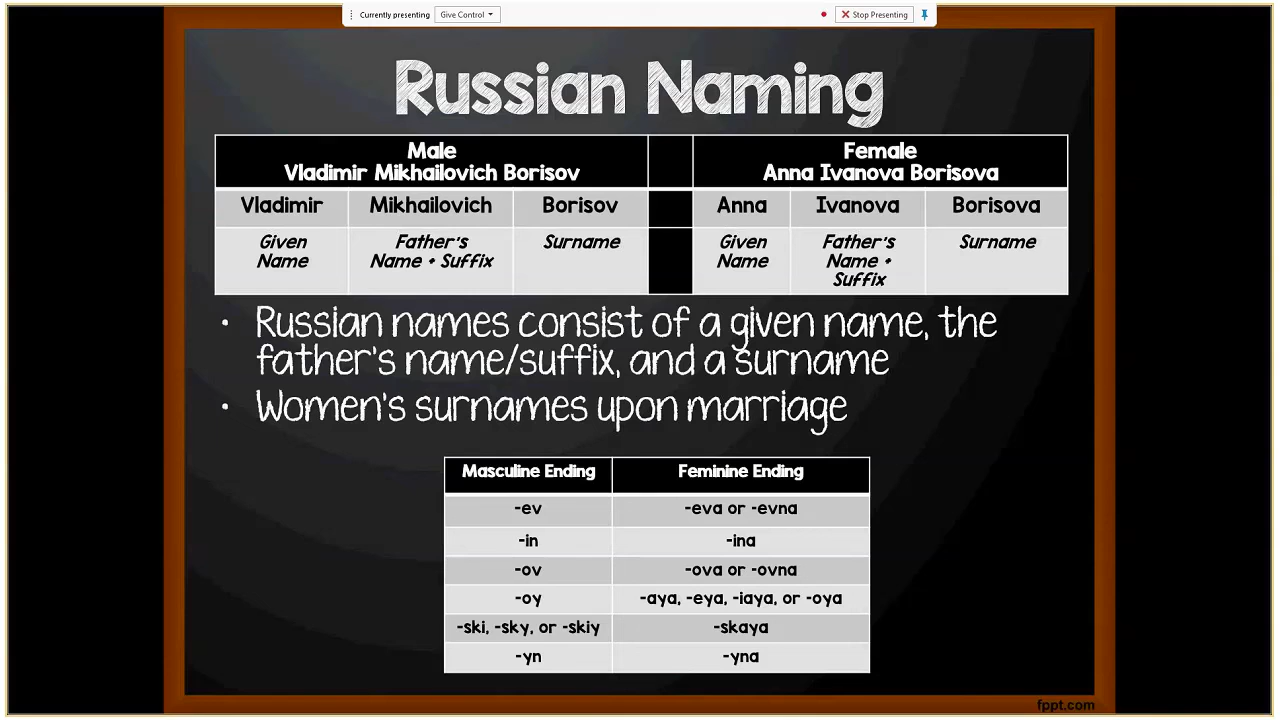 Currently presenting Give Control Stop Presenting
Russian Naming
Male Female
Vladimir Mikhailovich Borisov Anna Ivanova Borisova
Vladimir Mikhailovich Borisov Anna Ivanova Borisova
Given Father's Surname Given Father's Surname
Name Name + Suffix Name Name +
Suffix
• Russian names consist of a given name, the
father's name/suffix, and a surname
• Women's surnames upon marriage
Masculine Ending Feminine Ending
-ev -eva or -evna
-in -ina
-ov -ova or -ovna
-oy -aya, -eya, -iaya, or -oya
-ski, -sky, or -skiy -skaya
-yn -yna
fppt.com